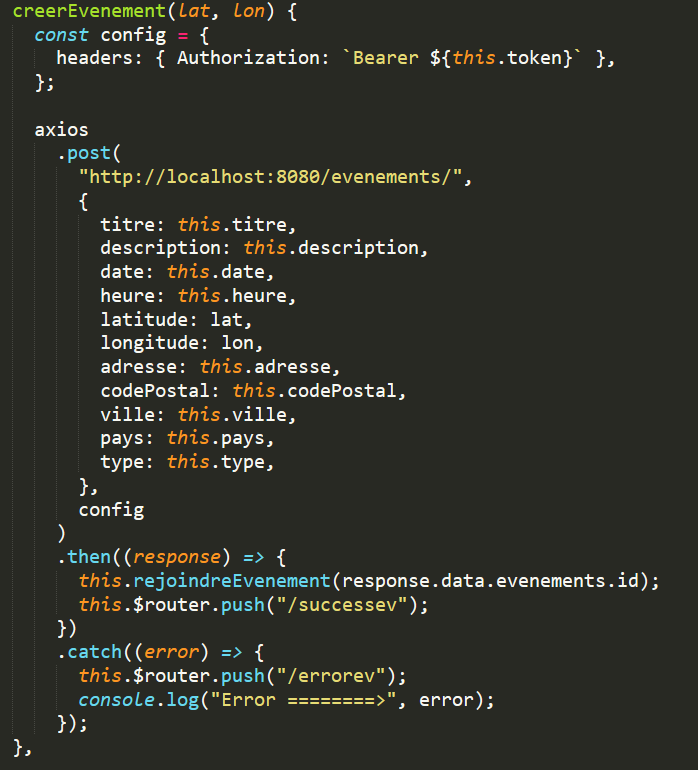 creerEvenement(lat, lon) {
const config = {
headers: { Authorization: `Bearer ${this.token}` },
};
axios
.post(
"http://localhost:8080/evenements/",
{
titre: this.titre,
description: this.description,
date: this.date,
heure: this.heure,
latitude: lat,
longitude: lon,
adresse: this.adresse,
codePostal: this.codePostal,
ville: this.ville,
pays: this.pays,
type: this.type,
},
config
)
.then((response) => {
this.rejoindreEvenement(response.data.evenements.id);
this.$router.push("/successev");
})
.catch((error) => {
this.$router.push("/errorev");
console.log("Error ========>", error);
});
},